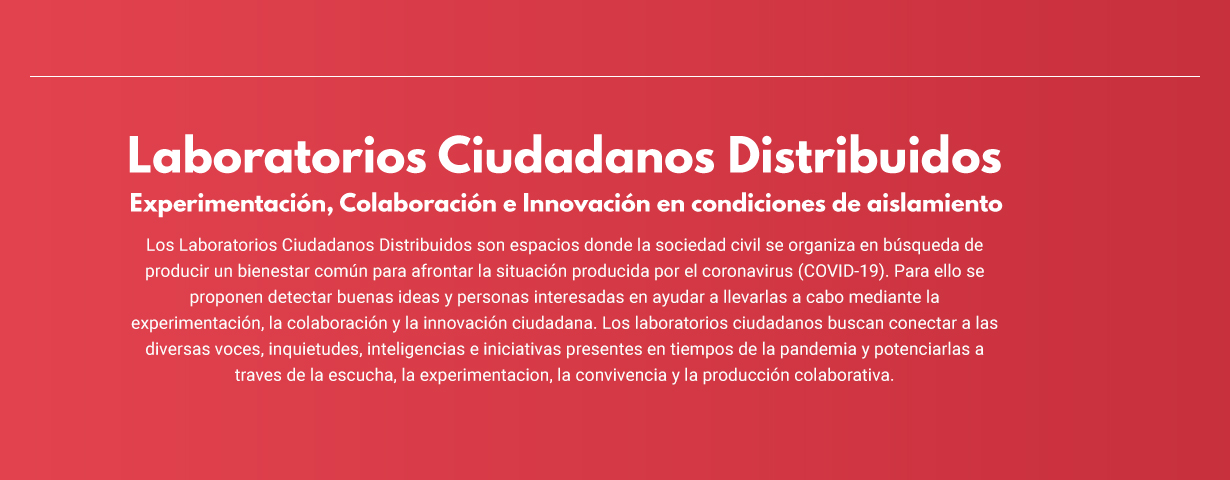 Laboratorios Ciudadanos Distribuidos
Experimentación, Colaboración e Innovación en condiciones de aislamiento
Los Laboratorios Ciudadanos Distribuidos son espacios donde la sociedad civil se organiza en búsqueda de
producir un bienestar común para afrontar la situación producida por el coronavirus (COVID-19). Para ello se
proponen detectar buenas ideas y personas interesadas en ayudar a llevarlas a cabo mediante la
experimentación, la colaboración y la innovación ciudadana. Los laboratorios ciudadanos buscan conectar a las
diversas voces, inquietudes, inteligencias e iniciativas presentes en tiempos de la pandemia y potenciarlas a
traves de la escucha, la experimentacion, la convivencia y la producción colaborativa.